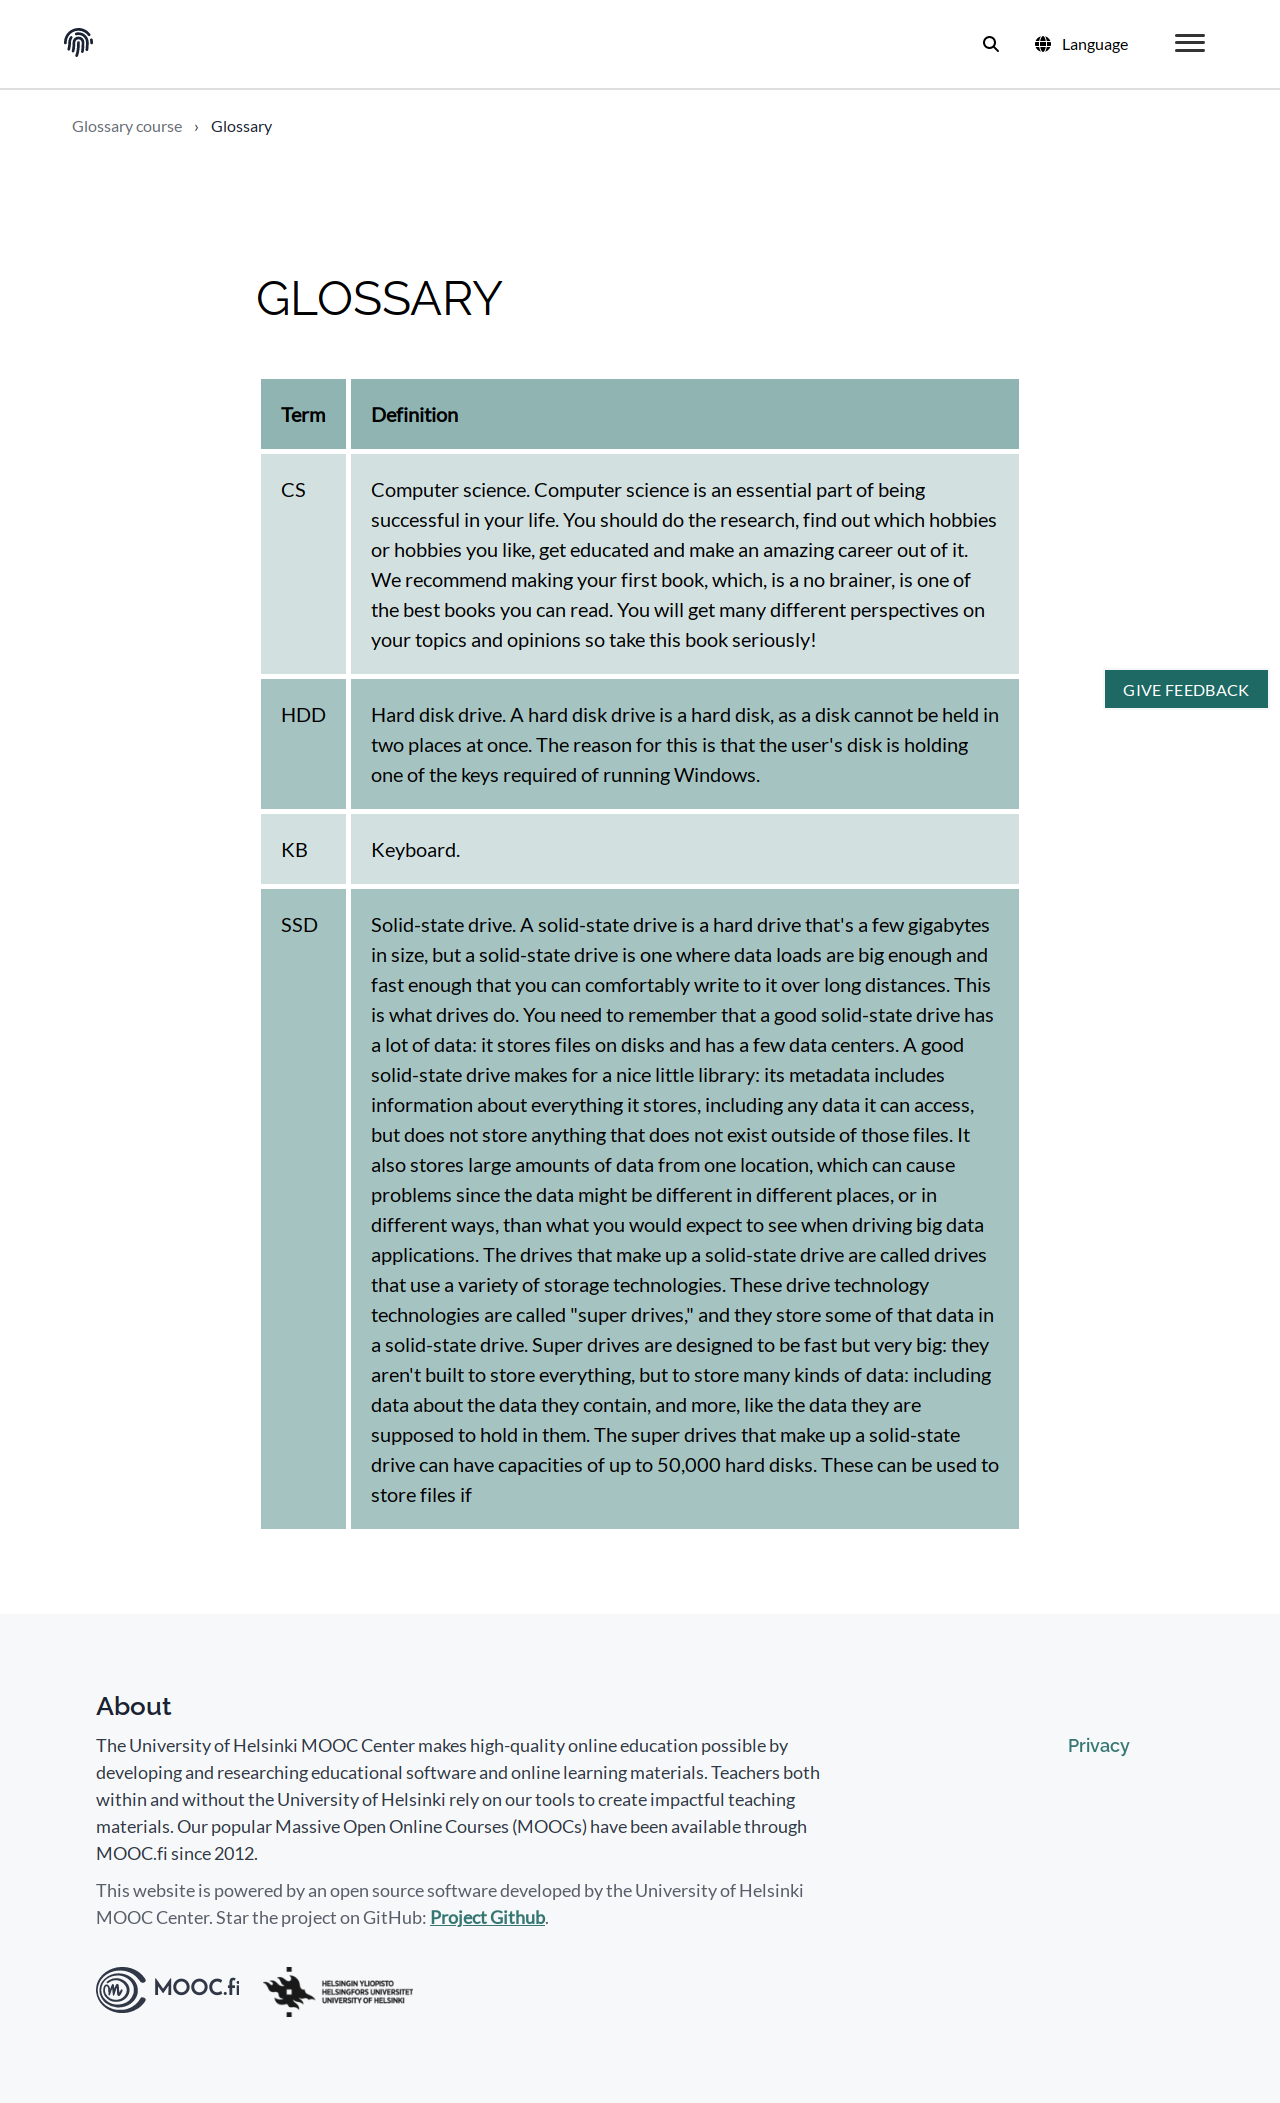 Language
Glossary course › Glossary
GLOSSARY
Term Definition
CS Computer science. Computer science is an essential part of being
successful in your life. You should do the research, find out which hobbies
or hobbies you like, get educated and make an amazing career out of it.
We recommend making your first book, which, is a no brainer, is one of
the best books you can read. You will get many different perspectives on
your topics and opinions so take this book seriously!
GIVE FEEDBACK
HDD Hard disk drive. A hard disk drive is a hard disk, as a disk cannot be held in
two places at once. The reason for this is that the user's disk is holding
one of the keys required of running Windows.
KB Keyboard.
SSD Solid-state drive. A solid-state drive is a hard drive that's a few gigabytes
in size, but a solid-state drive is one where data loads are big enough and
fast enough that you can comfortably write to it over long distances. This
is what drives do. You need to remember that a good solid-state drive has
a lot of data: it stores files on disks and has a few data centers. A good
solid-state drive makes for a nice little library: its metadata includes
information about everything it stores, including any data it can access,
but does not store anything that does not exist outside of those files. It
also stores large amounts of data from one location, which can cause
problems since the data might be different in different places, or in
different ways, than what you would expect to see when driving big data
applications. The drives that make up a solid-state drive are called drives
that use a variety of storage technologies. These drive technology
technologies are called "super drives," and they store some of that data in
a solid-state drive. Super drives are designed to be fast but very big: they
aren't built to store everything, but to store many kinds of data: including
data about the data they contain, and more, like the data they are
supposed to hold in them. The super drives that make up a solid-state
drive can have capacities of up to 50,000 hard disks. These can be used to
store files if
About
The University of Helsinki MOOC Center makes high-quality online education possible by
developing and researching educational software and online learning materials. Teachers both
within and without the University of Helsinki rely on our tools to create impactful teaching
materials. Our popular Massive Open Online Courses (MOOCs) have been available through
MOOC.fi since 2012.
Privacy
This website is powered by an open source software developed by the University of Helsinki
MOOC Center. Star the project on GitHub: Project Github.
MOOC.fi
HELSINGIN YLIOPISTO
HELSINGFORS UNIVERSITET
UNIVERSITY OF HELSINKI